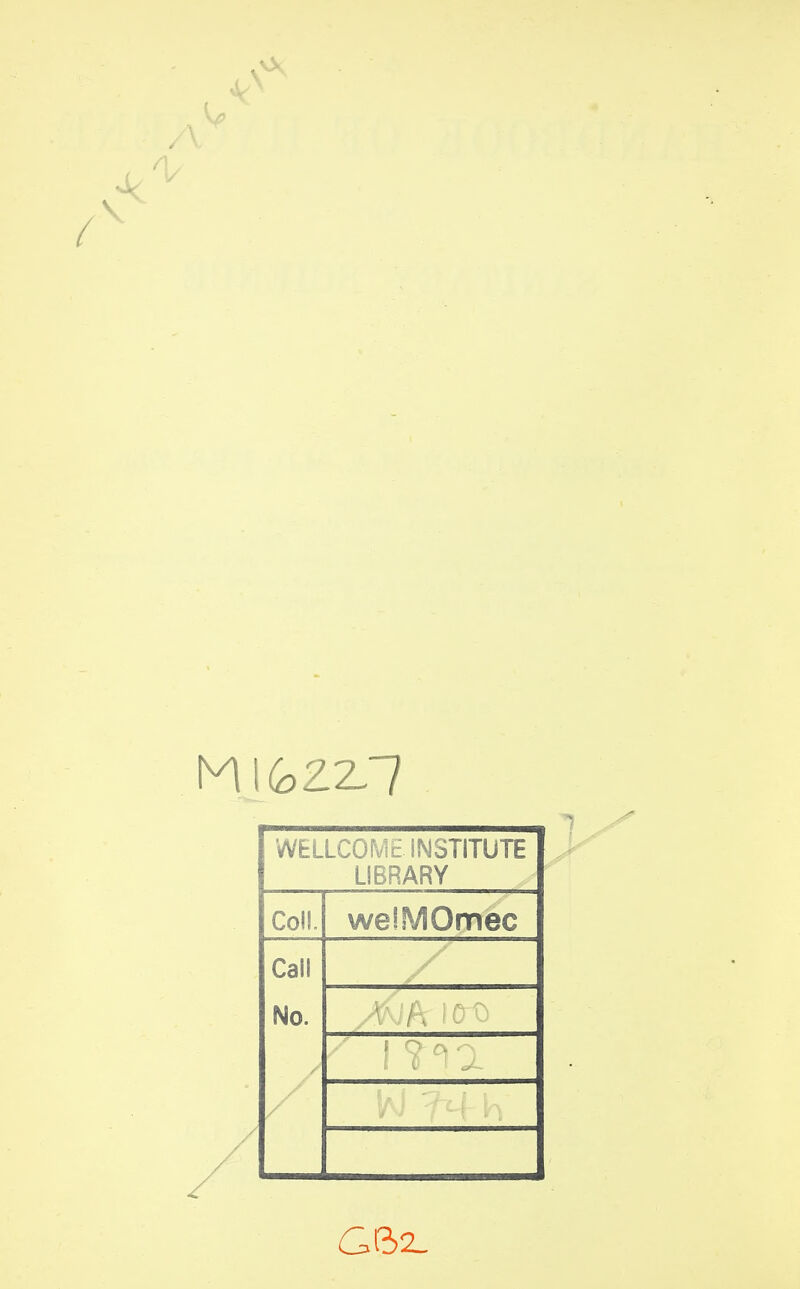 M16227
WELLCOME INSTITUTE
LIBRARY
Coll. welMOmec
Call
No. WA 100
1892
W74h
GB2